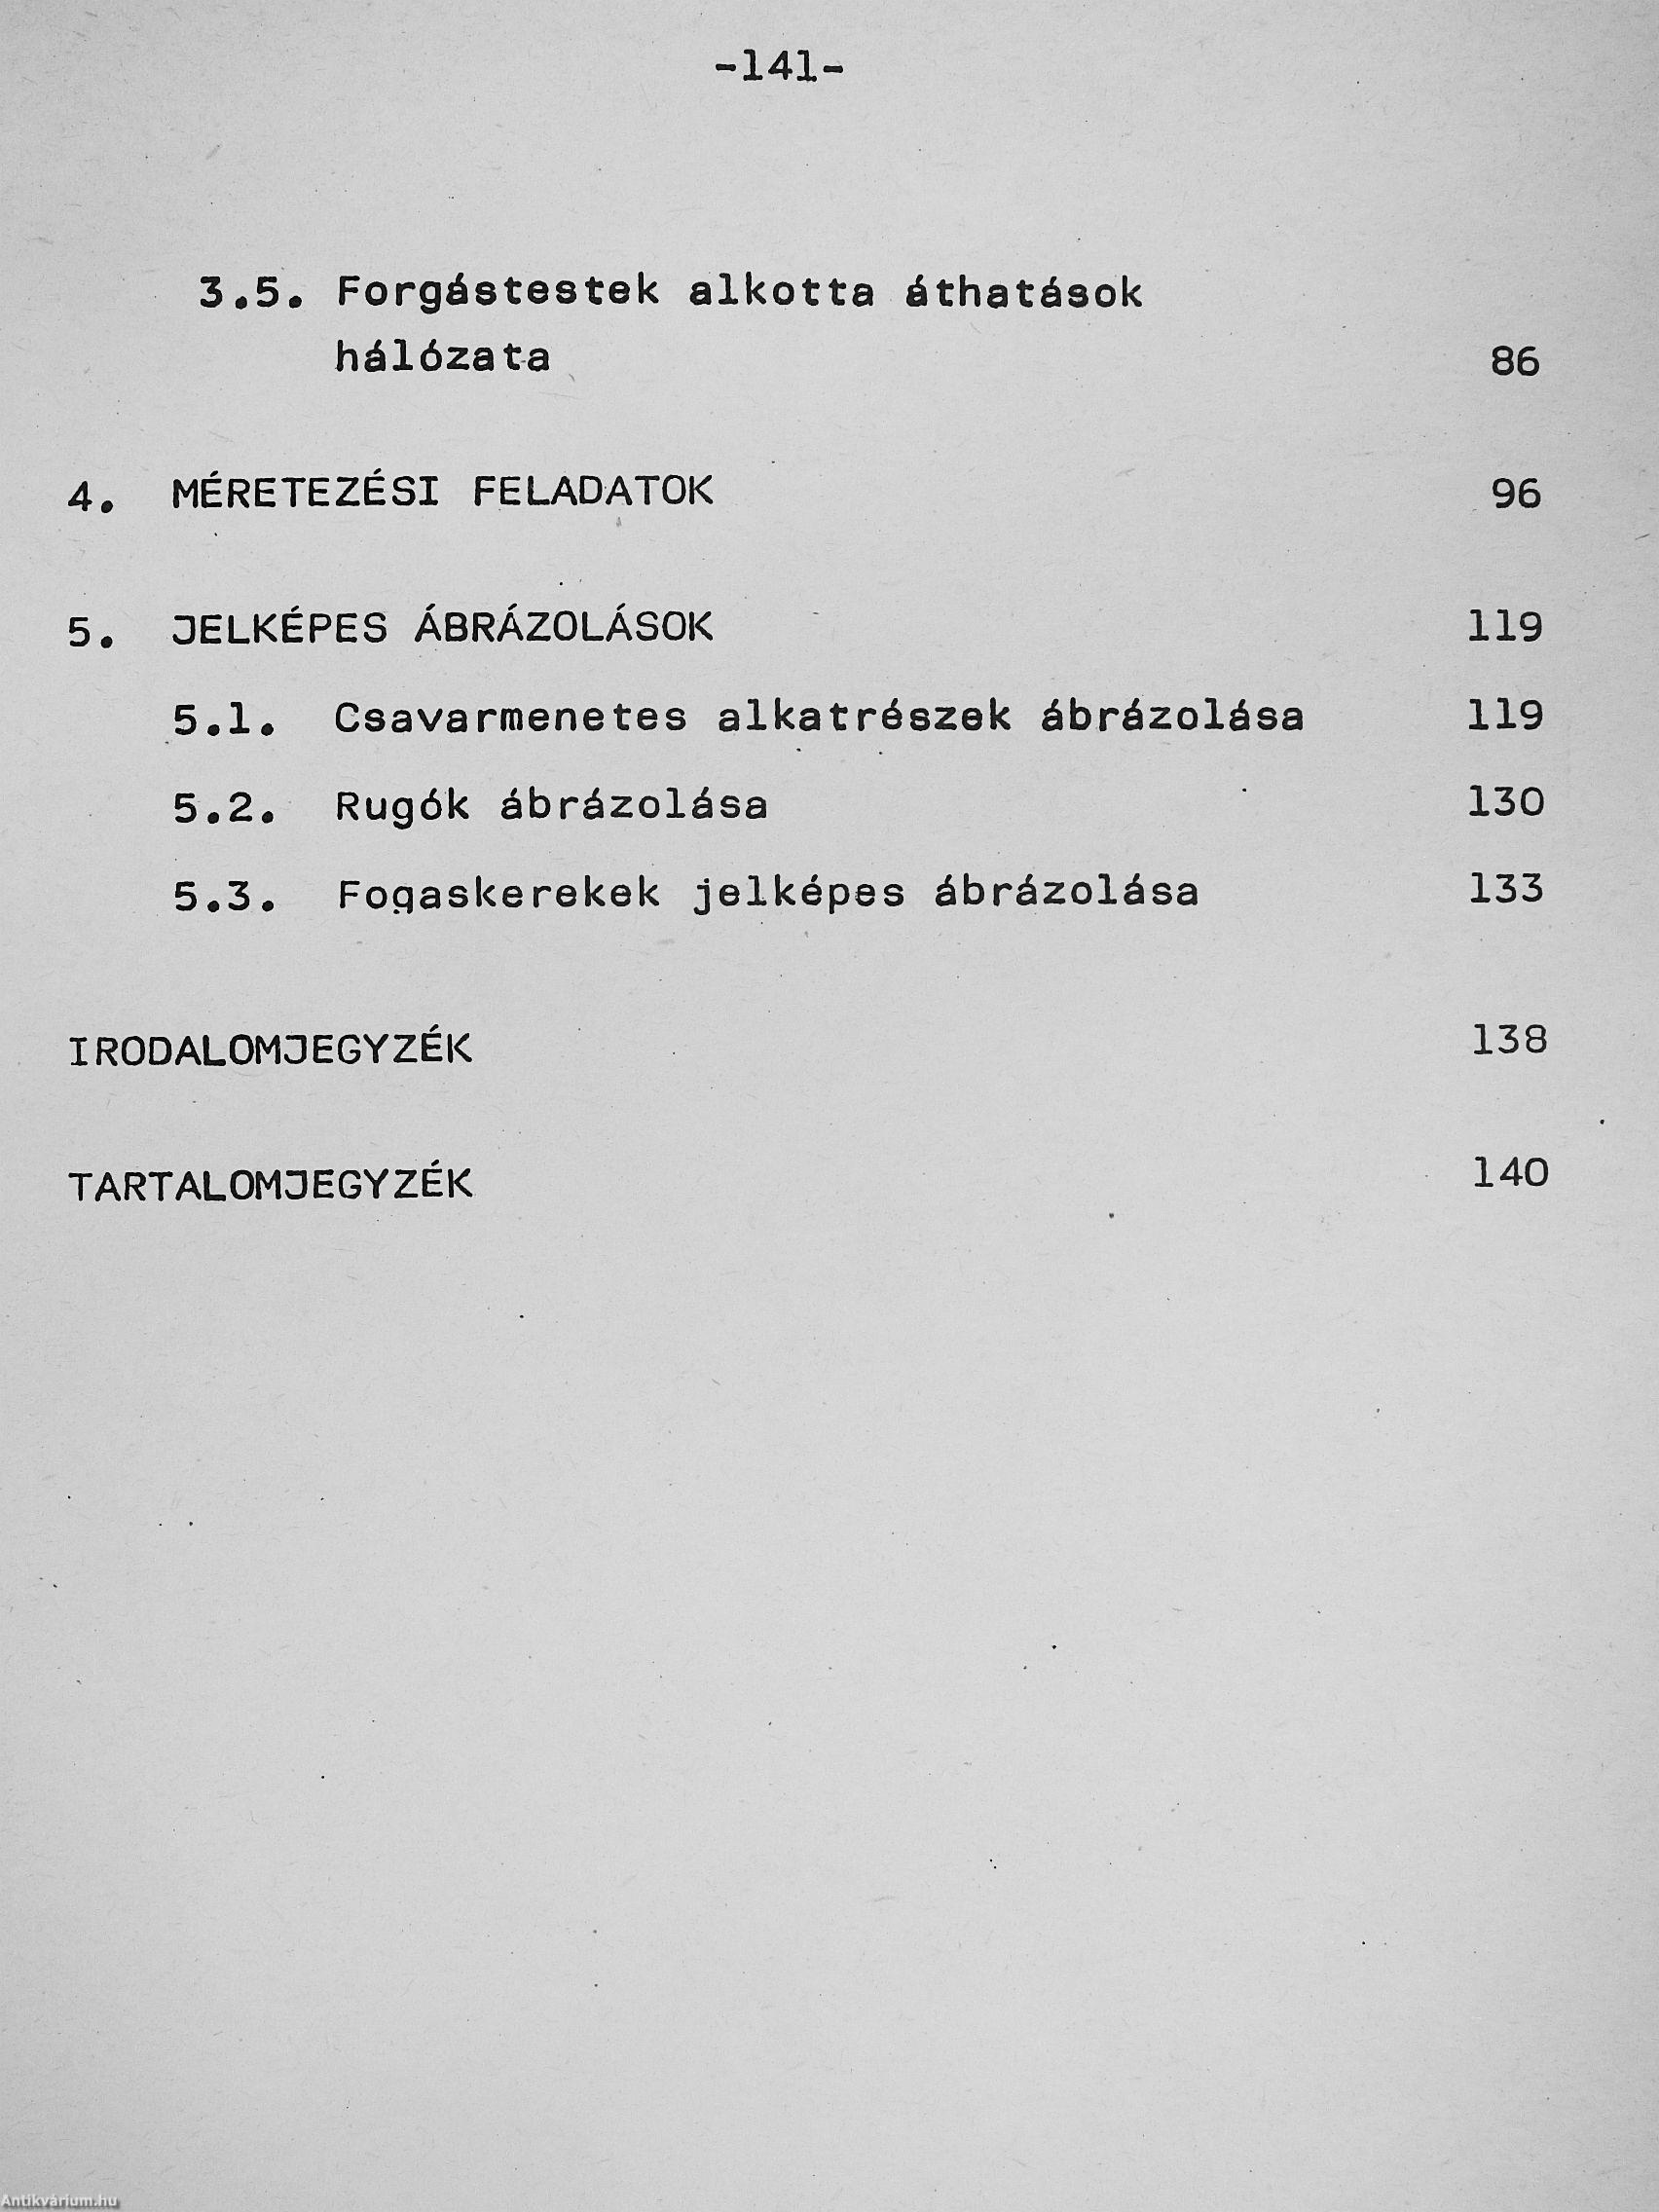 -141-
3.5. Forgástestek alkotta áthatások
hálózata 86
4. MÉRETEZÉSI FELADATOK 96
5. JELKÉPES ÁBRÁZOLÁSOK 119
5.1. Csavarmenetes alkatrészek ábrázolása 119
5.2. Rugók ábrázolása 130
5.3. Fogaskerekek jelképes ábrázolása 133
IRODALOMJEGYZÉK 138
TARTALOMJEGYZÉK 140
Antikvárium.hu